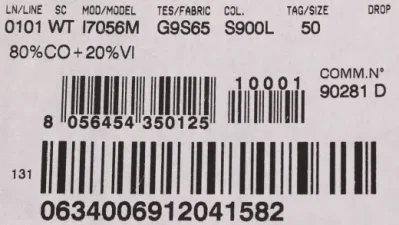 LN/LINE SC MOD/MODEL TES/FABRIC COL. TAG/SIZE DROP
0101 WT I7056M G9S65 S900L 50
80%CO+20%VI
10001
COMM.N°
90281 D
8 056454 350125
131
0634006912041582